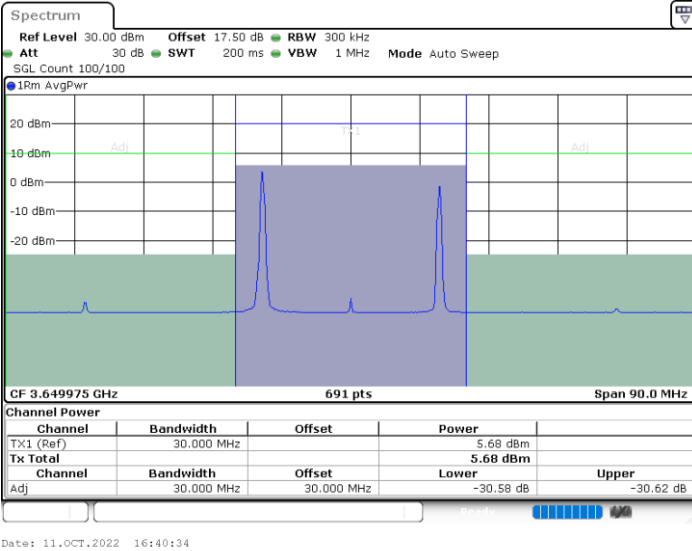 Spectrum
Ref Level 30.00 dBm Offset 17.50 dB RBW 300 kHz
Att 30 dB SWT 200 ms VBW 1 MHz Mode Auto Sweep
SGL Count 100/100
1Rm AvgPwr
20 dBm
TX1
Adj Adj
10 dBm
0 dBm
-10 dBm
-20 dBm
CF 3.649975 GHz 691 pts Span 90.0 MHz
Channel Power
Channel Bandwidth Offset Power
TX1 (Ref) 30.000 MHz 5.68 dBm
Tx Total 5.68 dBm
Channel Bandwidth Offset Lower Upper
Adj 30.000 MHz 30.000 MHz -30.58 dB -30.62 dB
Ready
Date: 11.OCT.2022 16:40:34